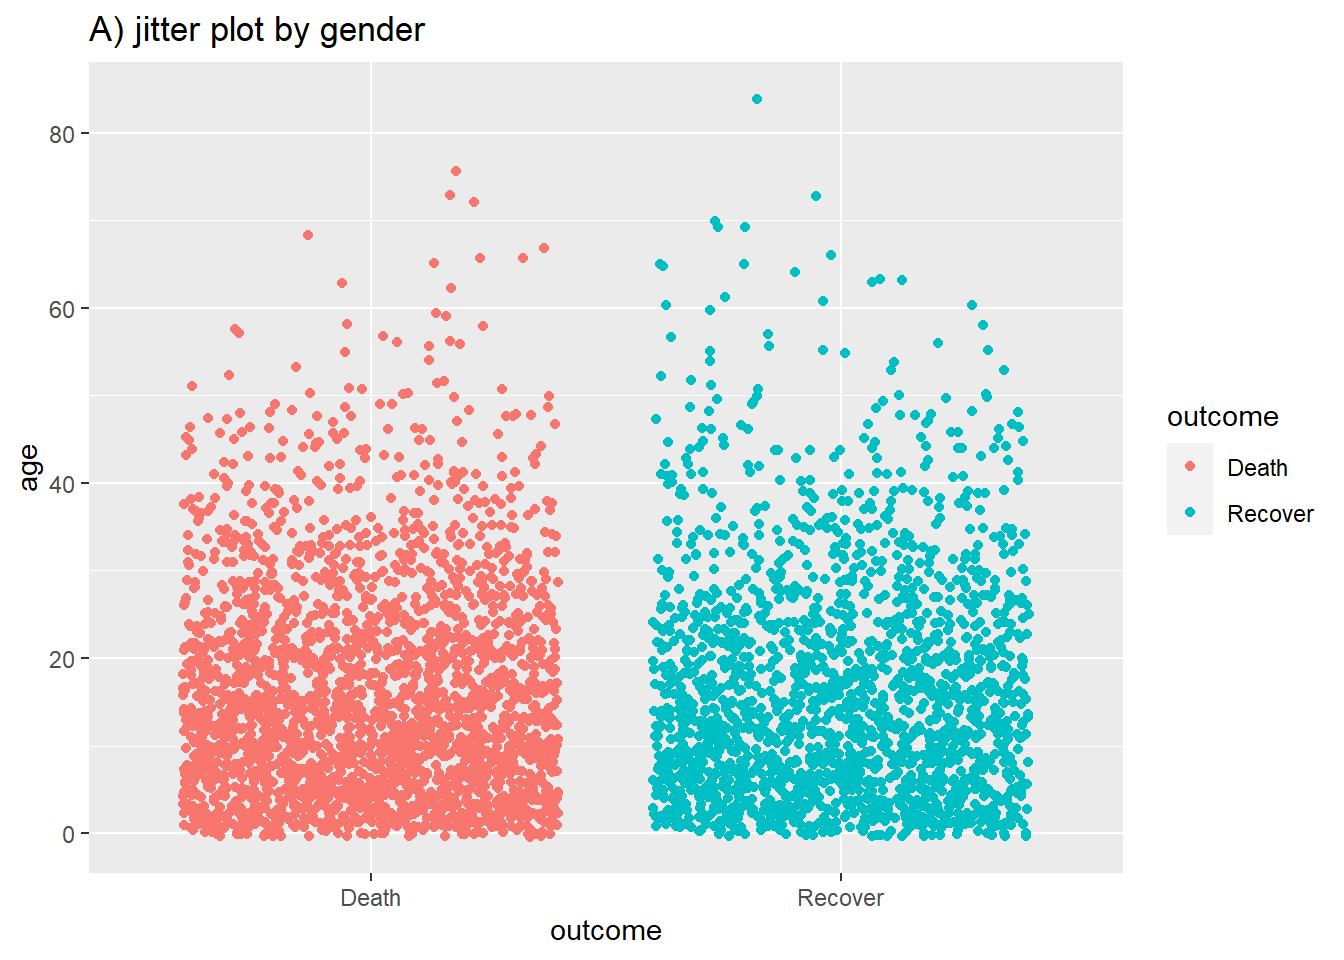 A) jitter plot by gender
80
60
40
20
0
age
Death
Recover
outcome
outcome
Death
Recover